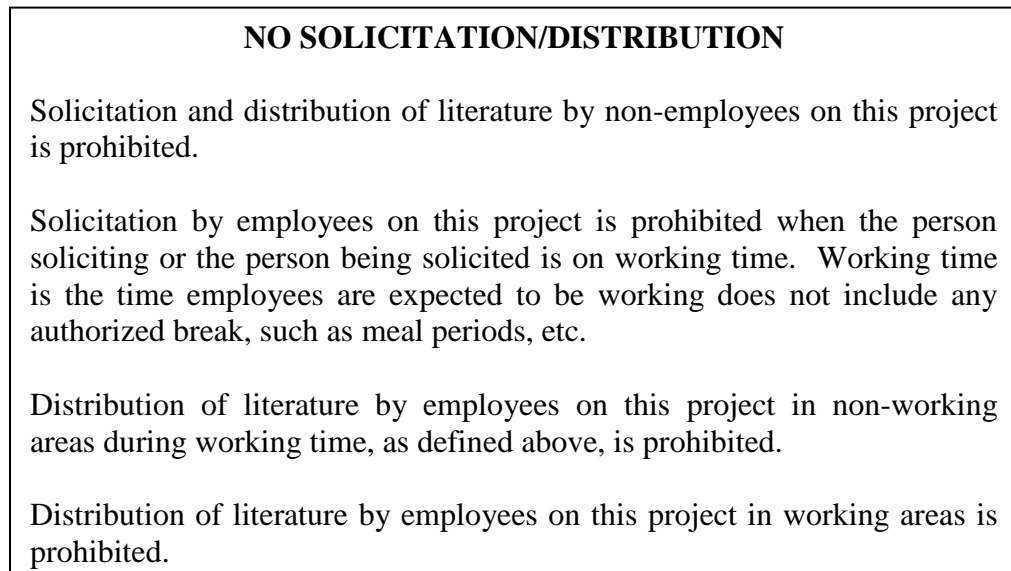 NO SOLICITATION/DISTRIBUTION
Solicitation and distribution of literature by non-employees on this project
is prohibited.
Solicitation by employees on this project is prohibited when the person
soliciting or the person being solicited is on working time.  Working time
is the time employees are expected to be working does not include any
authorized break, such as meal periods, etc.
Distribution of literature by employees on this project in non-working
areas during working time, as defined above, is prohibited.
Distribution of literature by employees on this project in working areas is
prohibited.